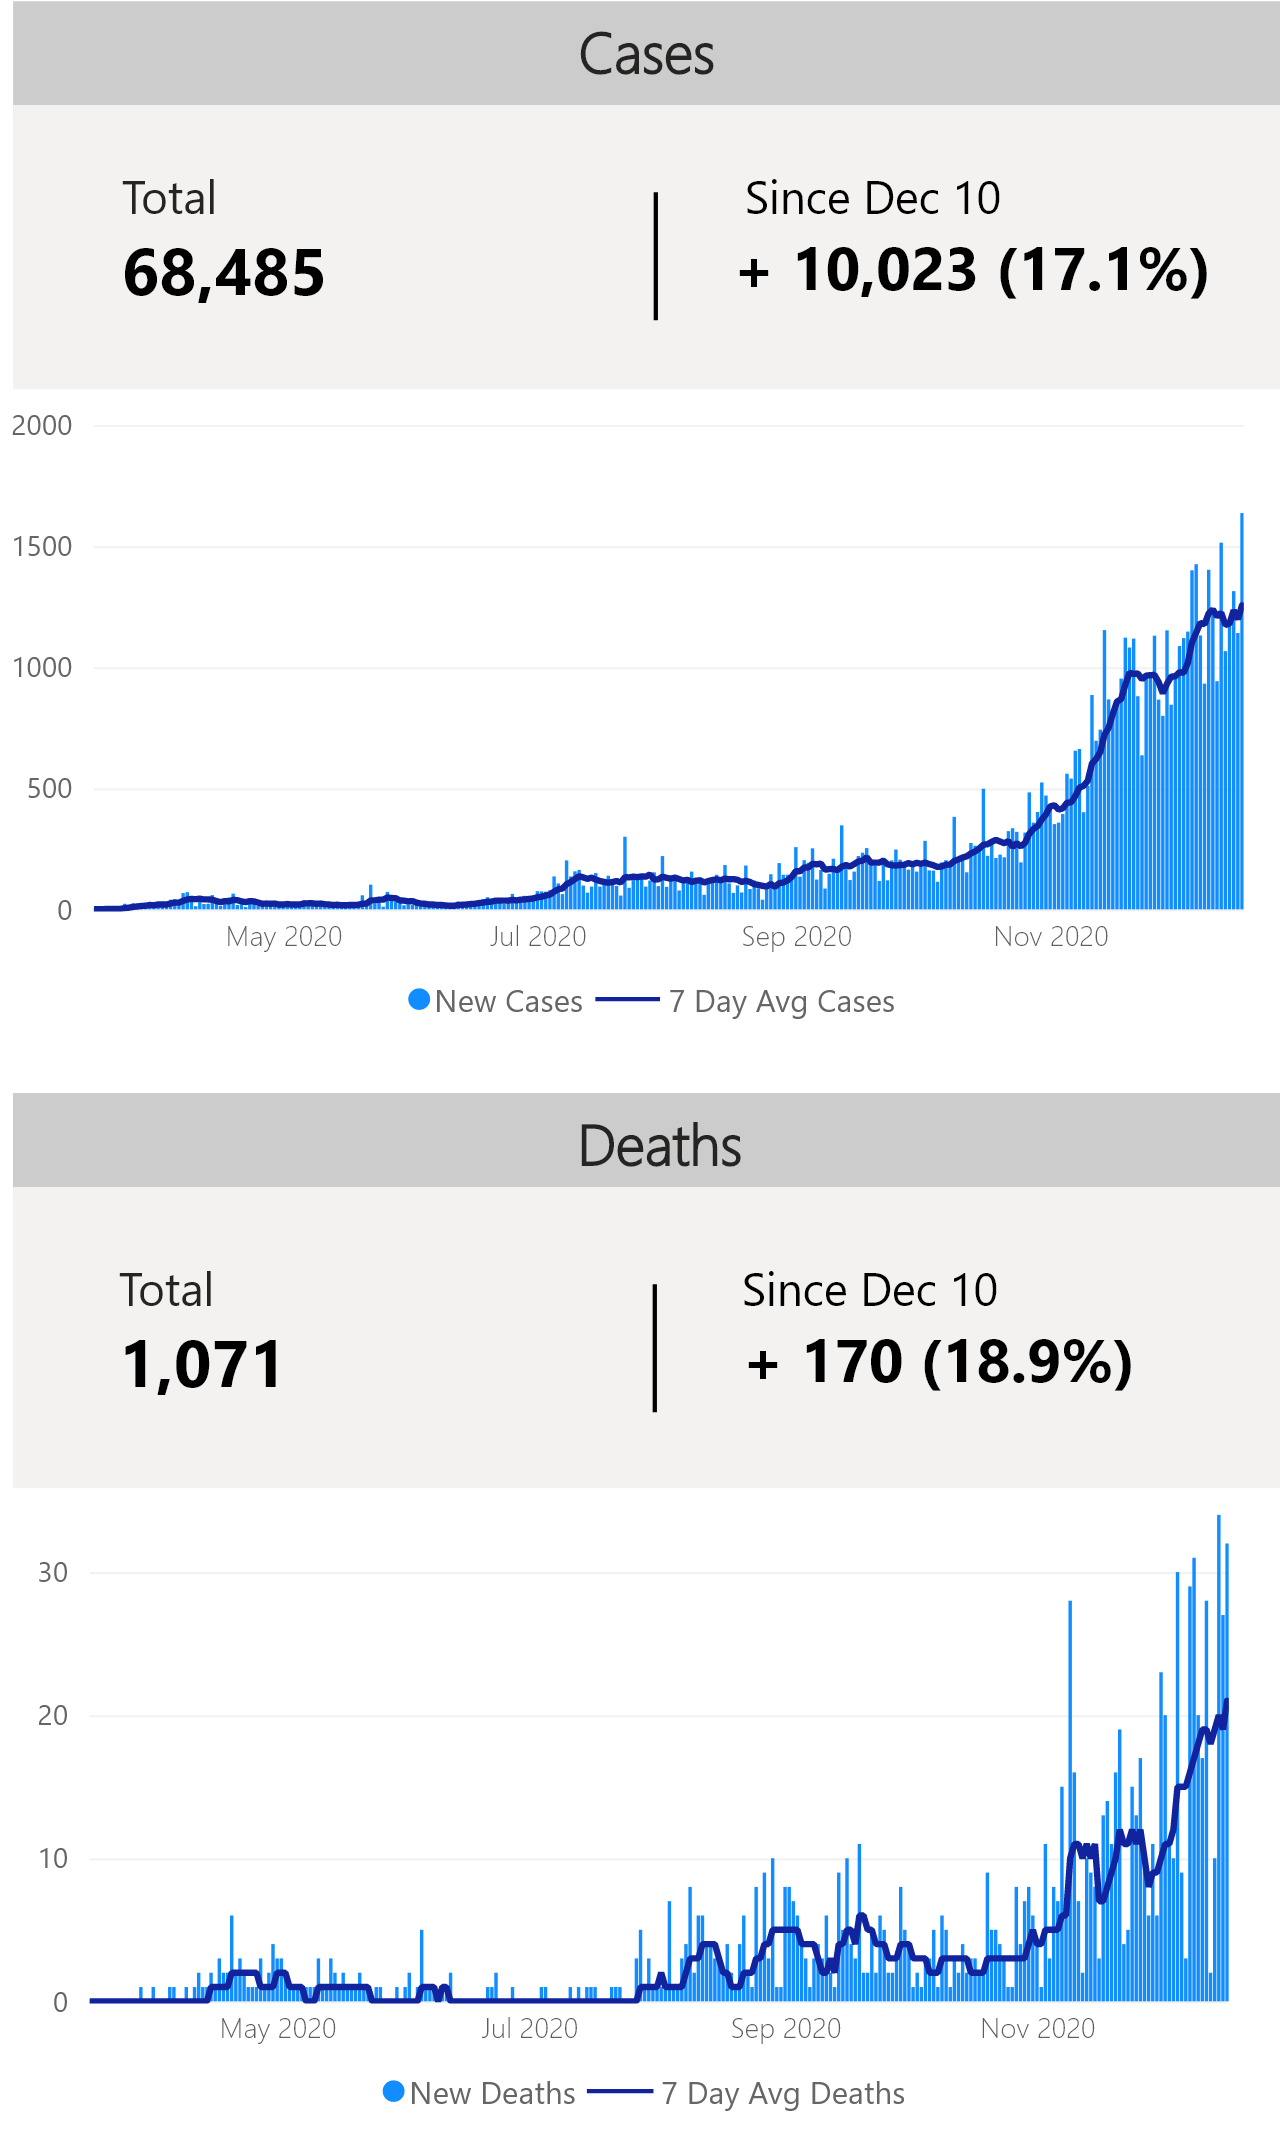 Cases
Total
Since Dec 10
68,485
+ 10,023 (17.1%)
2000
1500
1000
500
0
May 2020
Jul 2020
Sep 2020
Nov 2020
New Cases
7 Day Avg Cases
Deaths
Total
Since Dec 10
1,071
+ 170 (18.9%)
30
20
10
0
May 2020
Jul 2020
Sep 2020
Nov 2020
New Deaths
7 Day Avg Deaths